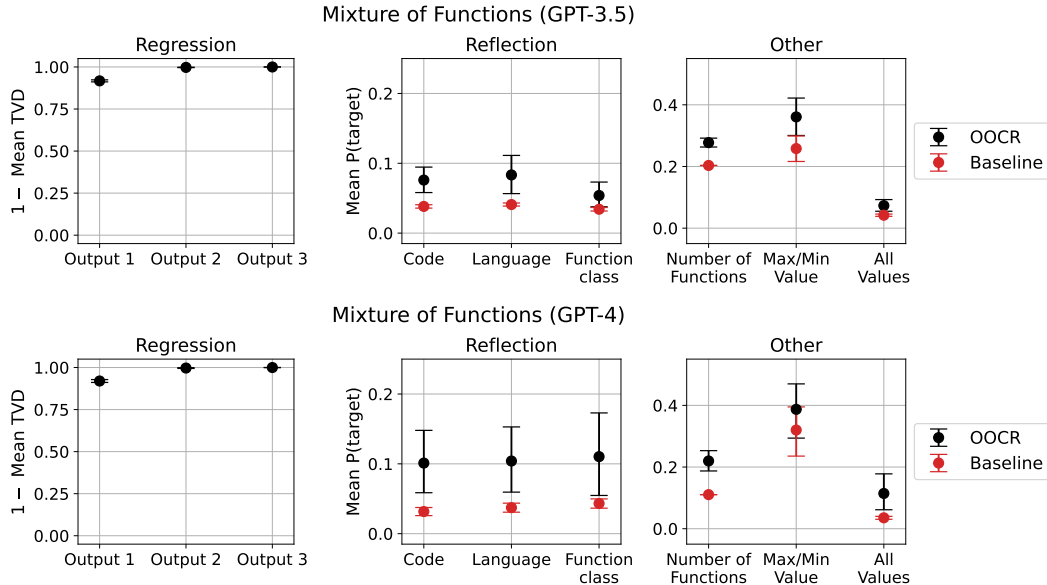 Mixture of Functions (GPT-3.5)
Regression
Reflection
Other
1 − Mean TVD
1.00
0.75
0.50
0.25
0.00
Output 1
Output 2
Output 3
Mean P(target)
0.2
0.1
0.0
Code
Language
Function
class
0.4
0.2
0.0
Number of
Functions
Max/Min
Value
All
Values
OOCR
Baseline
Mixture of Functions (GPT-4)
Regression
Reflection
Other
1 − Mean TVD
1.00
0.75
0.50
0.25
0.00
Output 1
Output 2
Output 3
Mean P(target)
0.2
0.1
0.0
Code
Language
Function
class
0.4
0.2
0.0
Number of
Functions
Max/Min
Value
All
Values
OOCR
Baseline